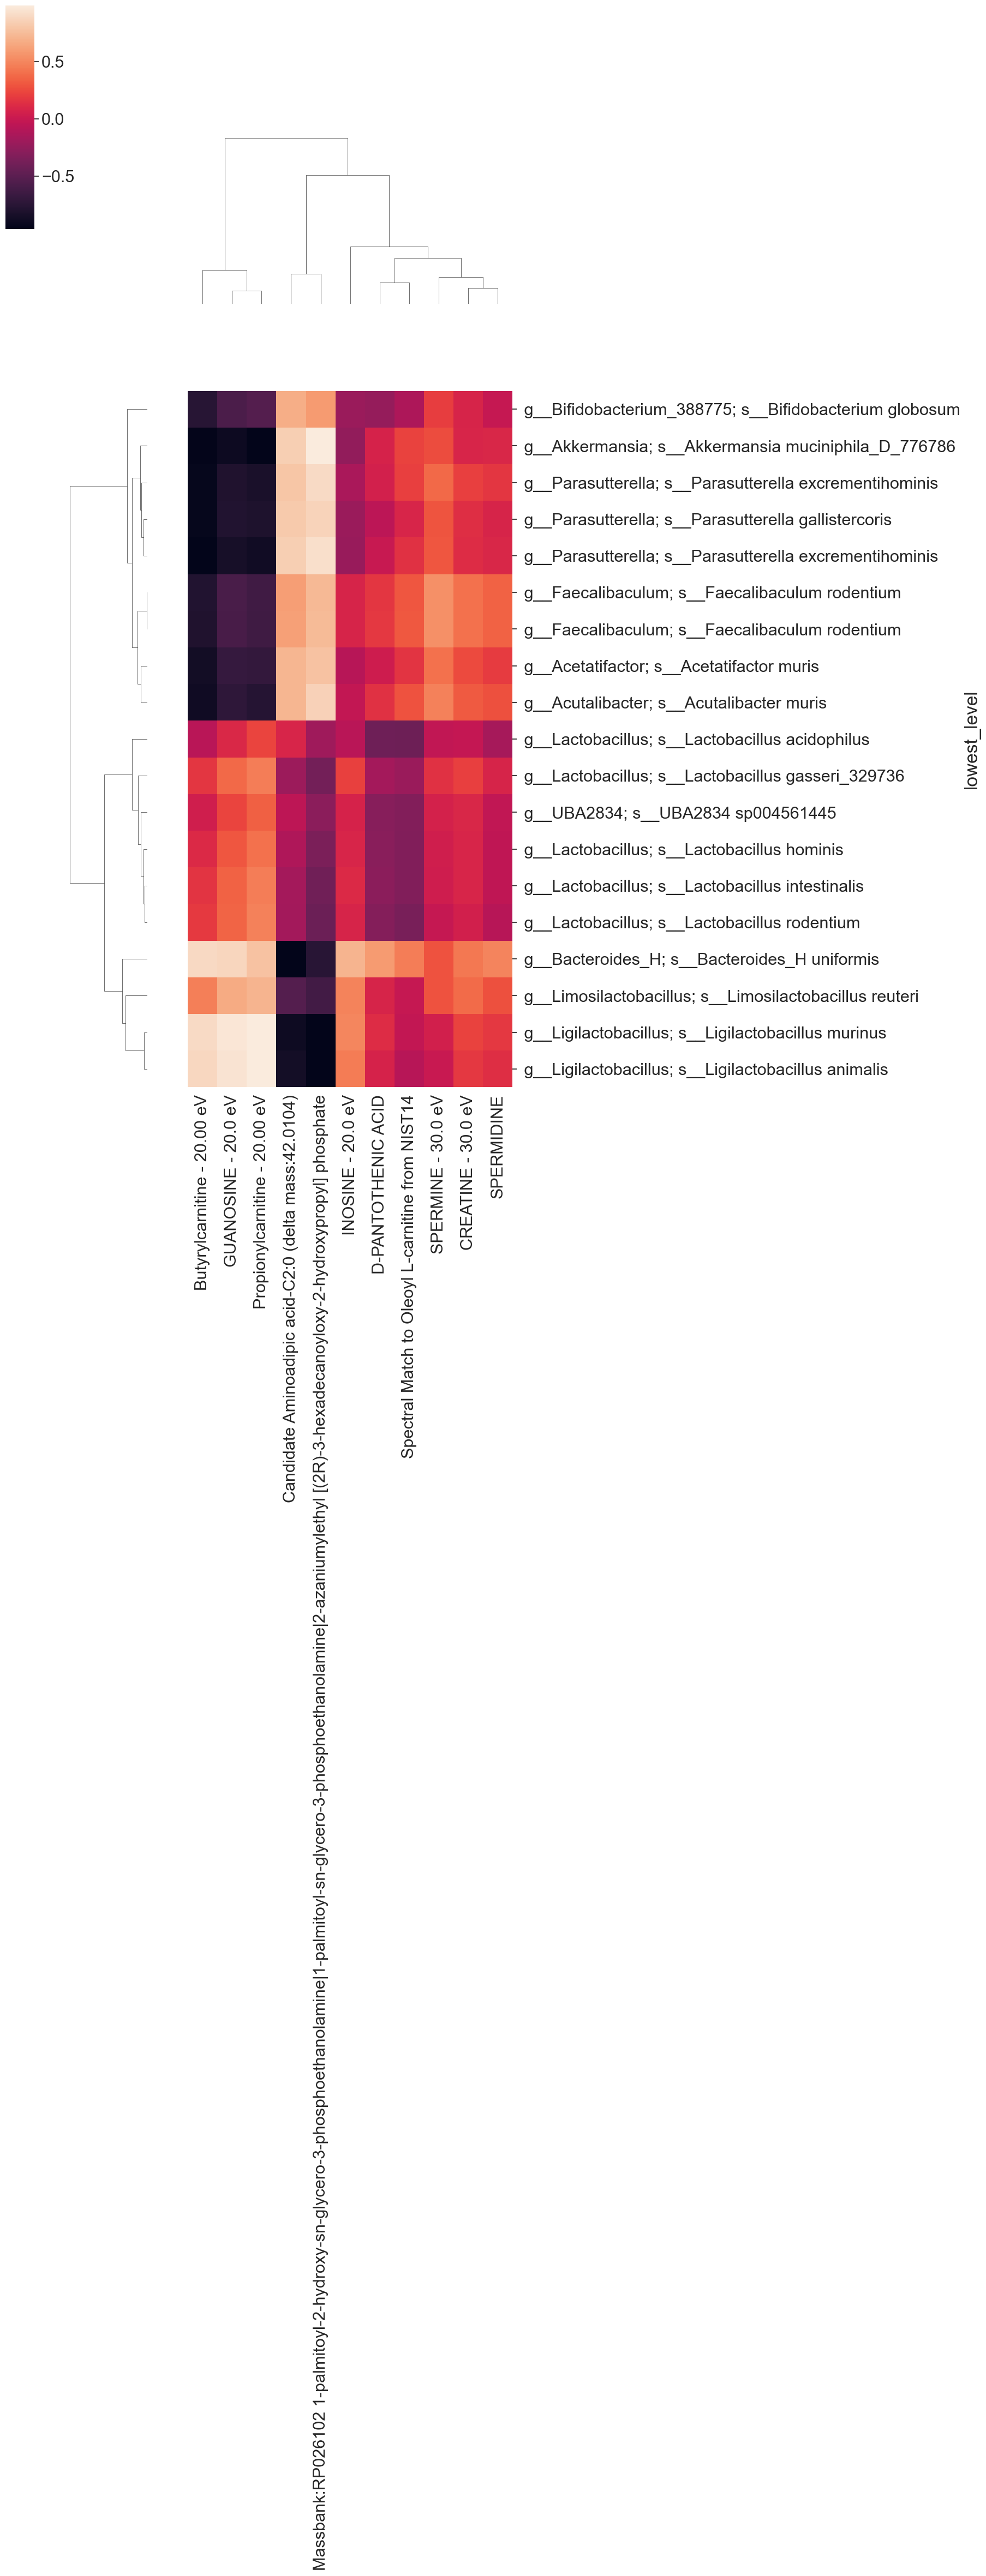 0.5
0.0
−0.5
g__Bifidobacterium_388775; s__Bifidobacterium globosum
g__Akkermansia; s__Akkermansia muciniphila_D_776786
g__Parasutterella; s__Parasutterella excrementihominis
g__Parasutterella; s__Parasutterella gallistercoris
g__Parasutterella; s__Parasutterella excrementihominis
g__Faecalibaculum; s__Faecalibaculum rodentium
g__Faecalibaculum; s__Faecalibaculum rodentium
g__Acetatifactor; s__Acetatifactor muris
g__Acutalibacter; s__Acutalibacter muris
g__Lactobacillus; s__Lactobacillus acidophilus
g__Lactobacillus; s__Lactobacillus gasseri_329736
g__UBA2834; s__UBA2834 sp004561445
g__Lactobacillus; s__Lactobacillus hominis
g__Lactobacillus; s__Lactobacillus intestinalis
g__Lactobacillus; s__Lactobacillus rodentium
g__Bacteroides_H; s__Bacteroides_H uniformis
g__Limosilactobacillus; s__Limosilactobacillus reuteri
g__Ligilactobacillus; s__Ligilactobacillus murinus
g__Ligilactobacillus; s__Ligilactobacillus animalis
lowest_level
Butyrylcarnitine - 20.00 eV
GUANOSINE - 20.0 eV
Propionylcarnitine - 20.00 eV
Candidate Aminoadipic acid-C2:0 (delta mass:42.0104)
Massbank:RP026102 1-palmitoyl-2-hydroxy-sn-glycero-3-phosphoethanolamine|1-palmitoyl-sn-glycero-3-phosphoethanolamine|2-azaniumylethyl [(2R)-3-hexadecanoyloxy-2-hydroxypropyl] phosphate
INOSINE - 20.0 eV
D-PANTOTHENIC ACID
Spectral Match to Oleoyl L-carnitine from NIST14
SPERMINE - 30.0 eV
CREATINE - 30.0 eV
SPERMIDINE